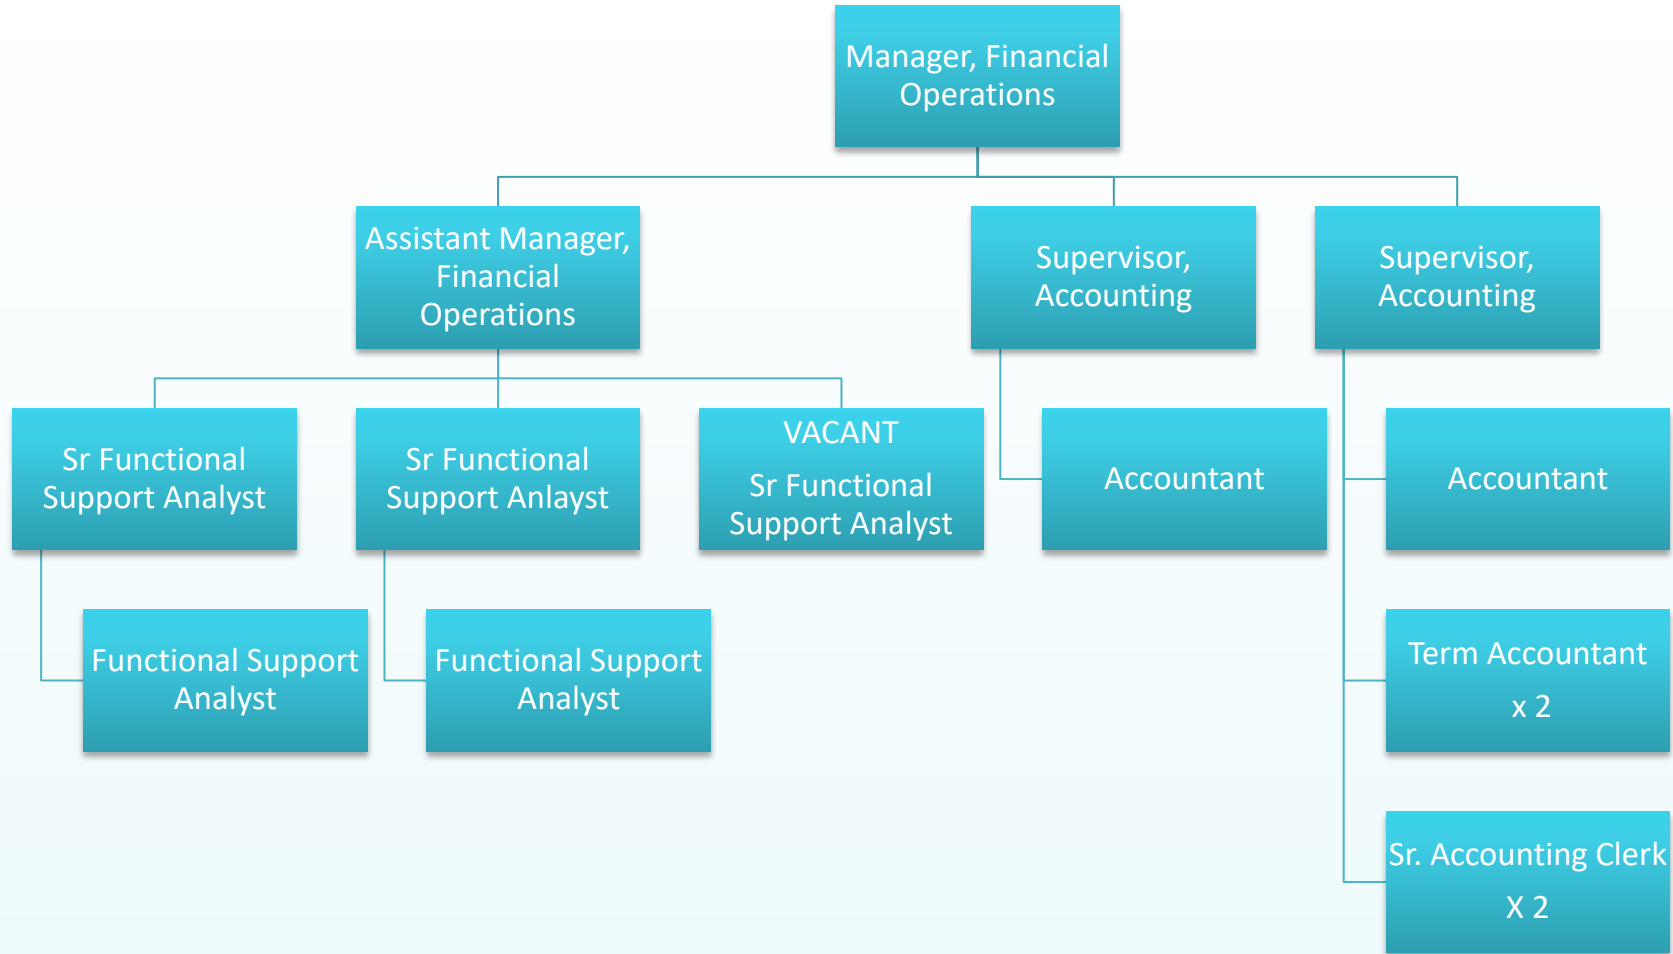 Manager, Financial
Operations
Assistant Manager,
Financial
Operations
Supervisor,
Accounting
Supervisor,
Accounting
Sr Functional
Support Analyst
Sr Functional
Support Anlayst
VACANT
Sr Functional
Support Analyst
Accountant
Accountant
Functional Support
Analyst
Functional Support
Analyst
Term Accountant
x 2
Sr. Accounting Clerk
X 2